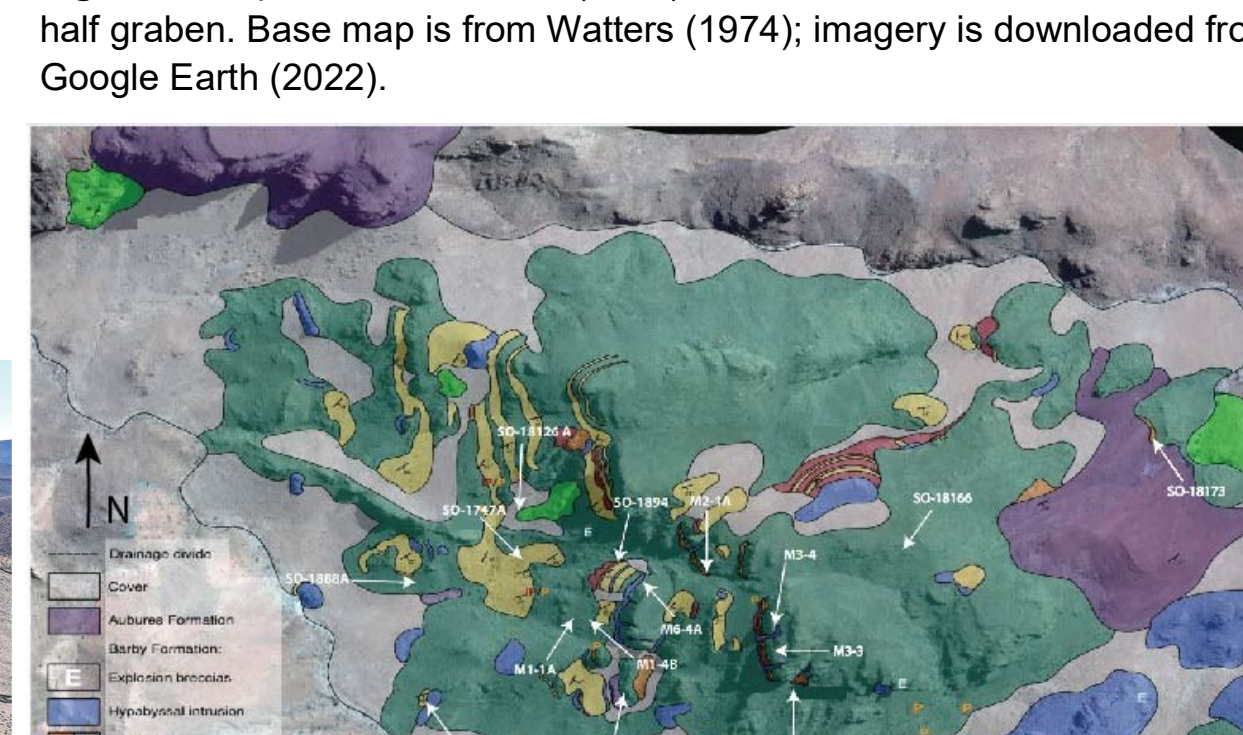 half graben. Base map is from Watters (1974); imagery is downloaded
Google Earth (2022).
SO-18126 A
SO-1747A
SO-1894
M2-1A
SO-18166
SO-18173
N
E
M3-4
Drainage divide
SO-1888A
Cover
P
P
Auburea Formation
M6-4A
Barby Formation:
P
M3-3
M1-1A
M1-4B
E
Explosion breccias
E
E
P
P
Hypabyssal intrusion
P